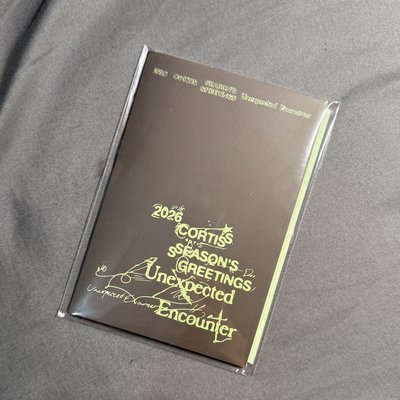 2026 CORTIS SEASON'S GREETINGS Unexpected Encounter
2026
CORTIS
SEASON'S
GREETINGS
Unexpected
Encounter